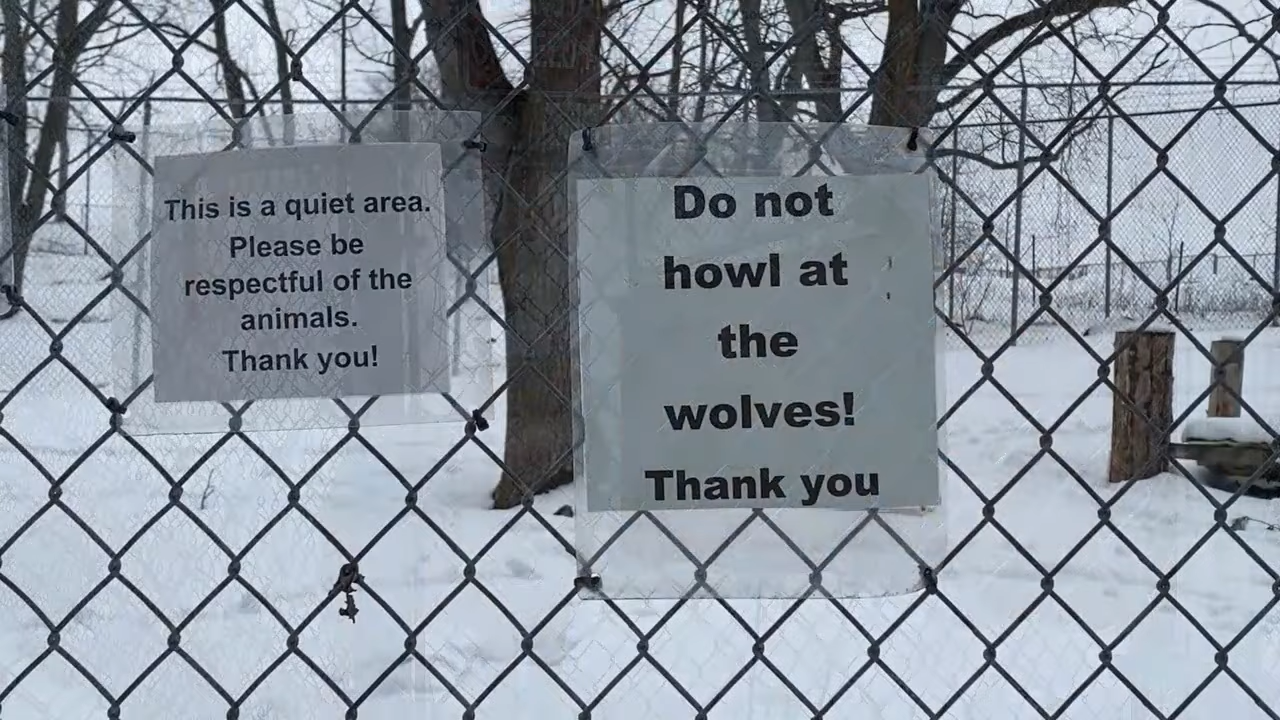 This is a quiet area.
Please be
respectful of the
animals.
Thank you!
Do not
howl at
the
wolves!
Thank you